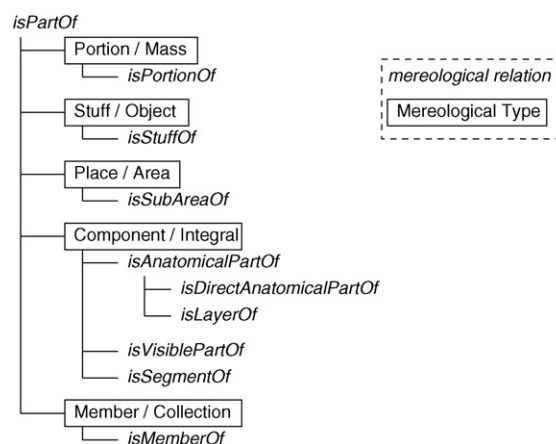 isPartOf
Portion / Mass
isPortionOf
Stuff / Object
isStuffOf
Place / Area
isSubAreaOf
Component / Integral
isAnatomicalPartOf
isDirectAnatomicalPartOf
isLayerOf
isVisiblePartOf
isSegmentOf
Member / Collection
isMemberOf
mereological relation
Mereological Type